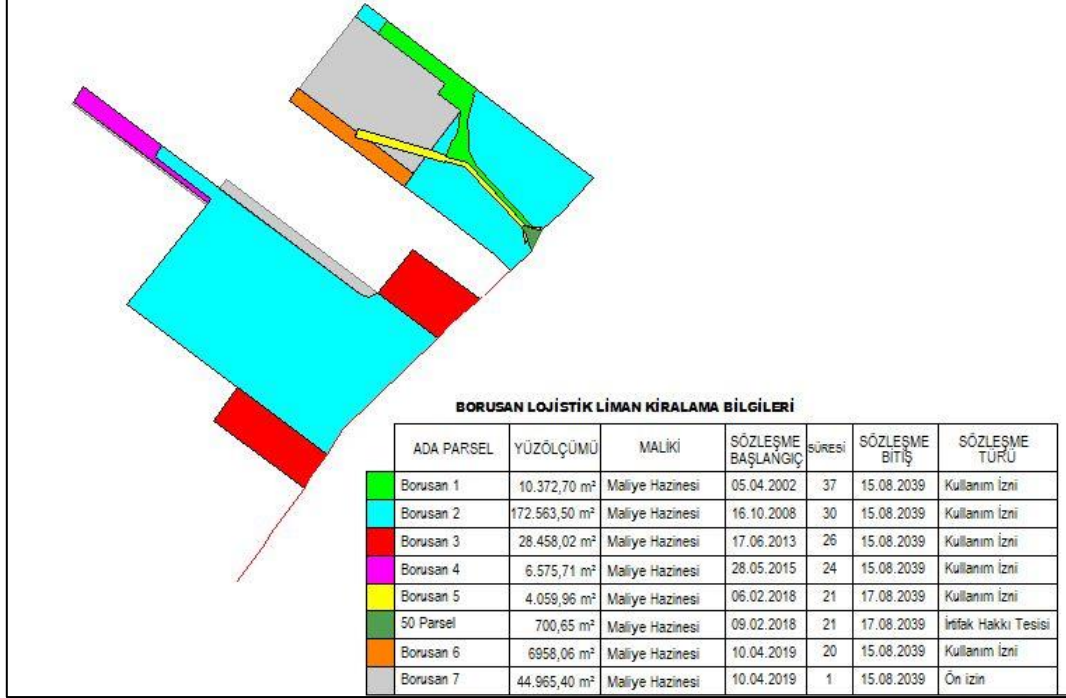 BORUSAN LOJİSTİK LİMAN KİRALAMA BİLGİLERİ
ADA PARSEL YÜZÖLÇÜMÜ MALİKİ SÖZLEŞME BAŞLANGIÇ SÜRESİ SÖZLEŞME BİTİŞ SÖZLEŞME TÜRÜ
Borusan 1 10.372,70 m² Maliye Hazinesi 05.04.2002 37 15.08.2039 Kullanım İzni
Borusan 2 172.563,50 m² Maliye Hazinesi 16.10.2008 30 15.08.2039 Kullanım İzni
Borusan 3 28.458,02 m² Maliye Hazinesi 17.06.2013 26 15.08.2039 Kullanım İzni
Borusan 4 6.575,71 m² Maliye Hazinesi 28.05.2015 24 15.08.2039 Kullanım İzni
Borusan 5 4.059,96 m² Maliye Hazinesi 06.02.2018 21 17.08.2039 Kullanım İzni
50 Parsel 700,65 m² Maliye Hazinesi 09.02.2018 21 17.08.2039 İrtifak Hakkı Tesisi
Borusan 6 6958,06 m² Maliye Hazinesi 10.04.2019 20 15.08.2039 Kullanım İzni
Borusan 7 44.965,40 m² Maliye Hazinesi 10.04.2019 1 15.08.2039 Ön izin